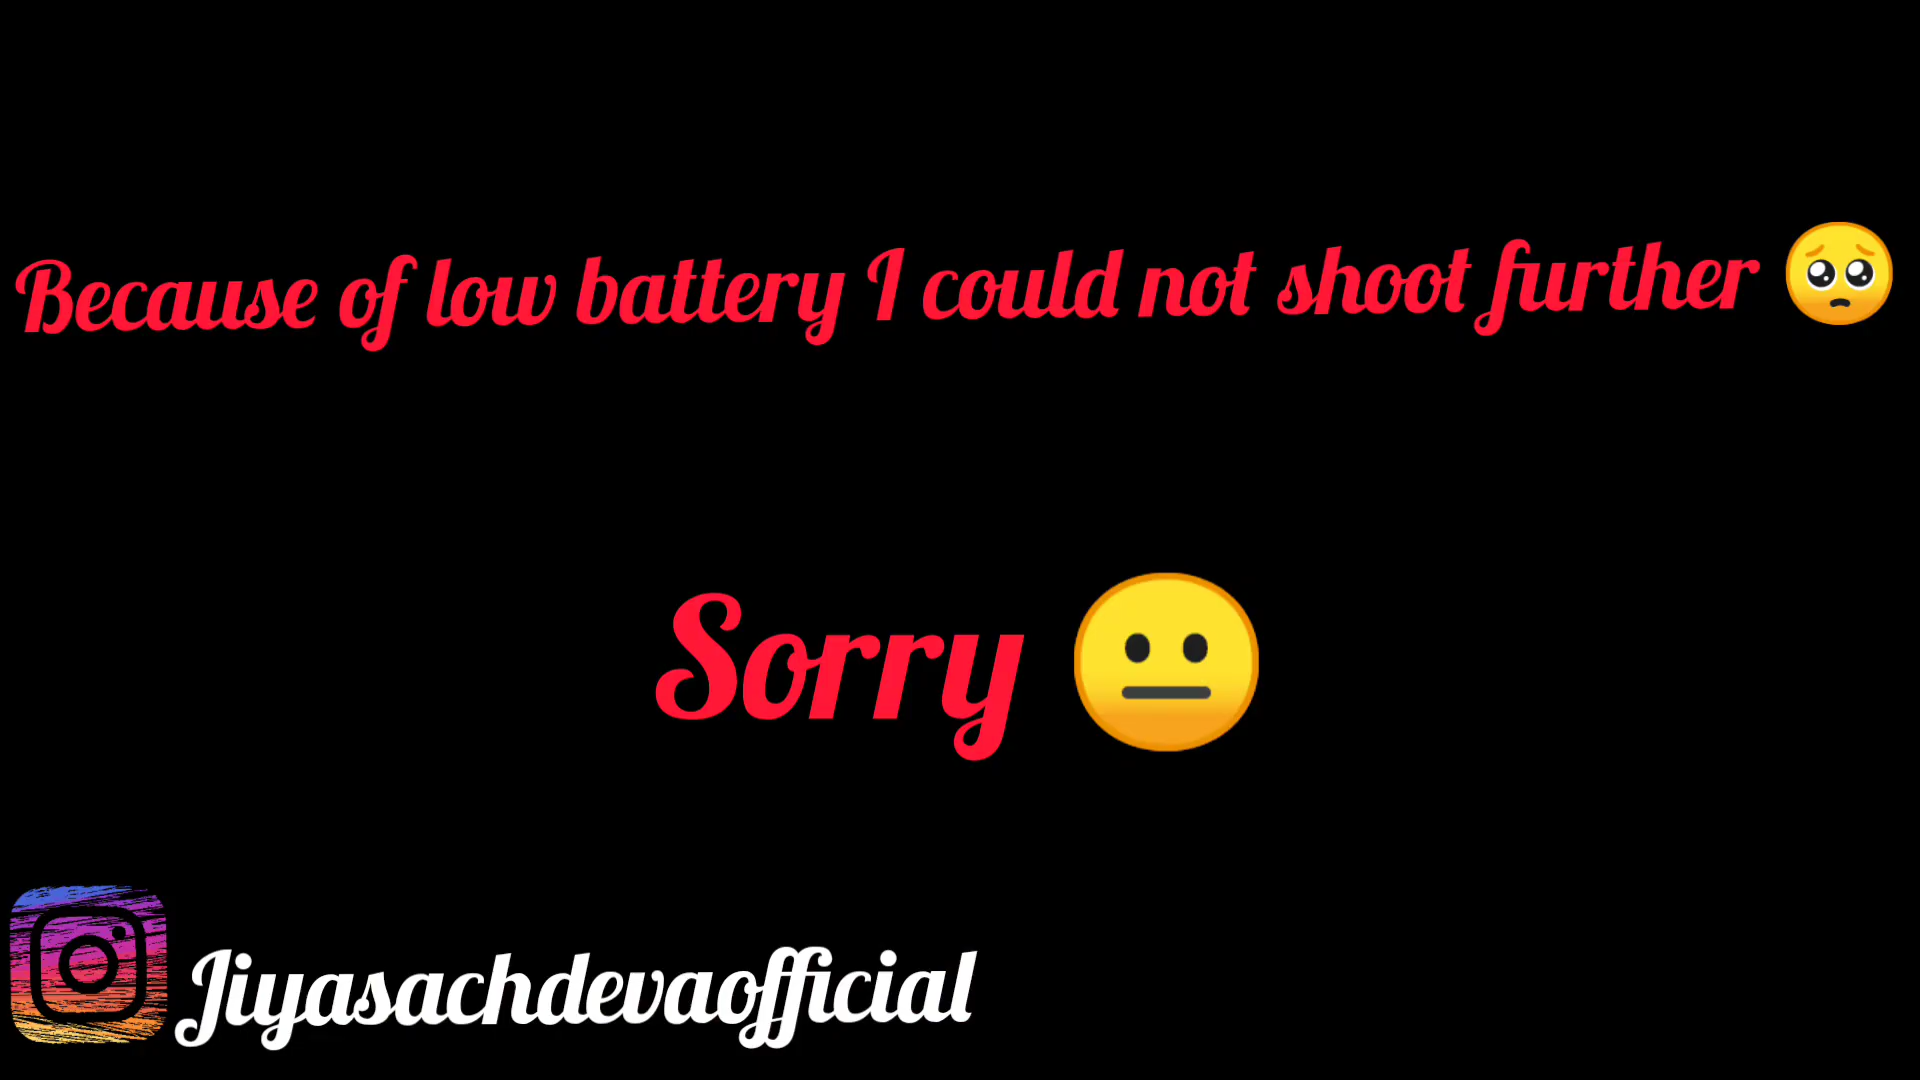 Because of low battery I could not shoot further 🥺
Sorry 😐
Jiyasachdevaofficial